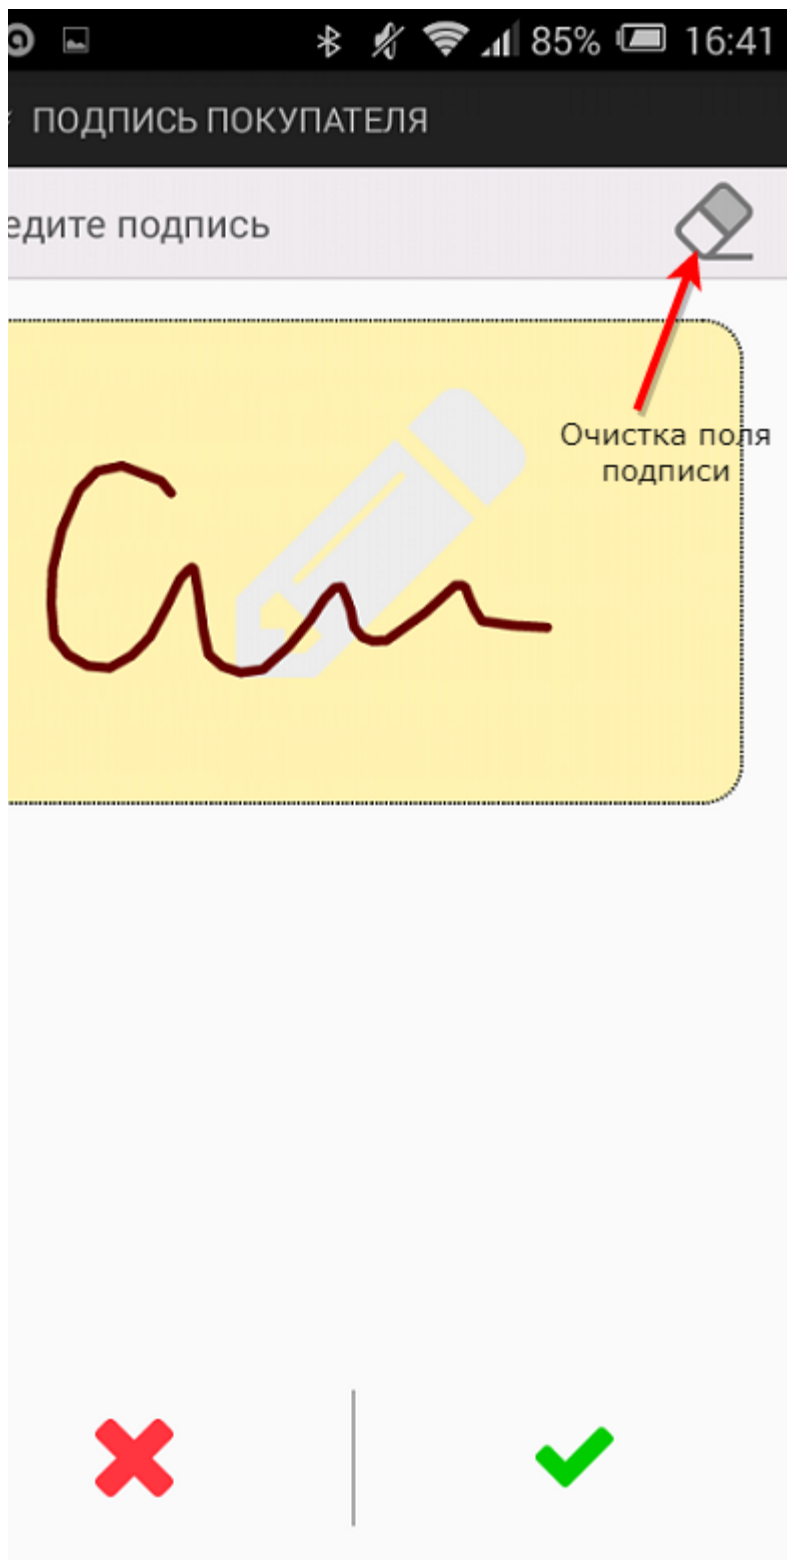 85% 16:41
ПОДПИСЬ ПОКУПАТЕЛЯ
едите подпись
Очистка поля
подписи